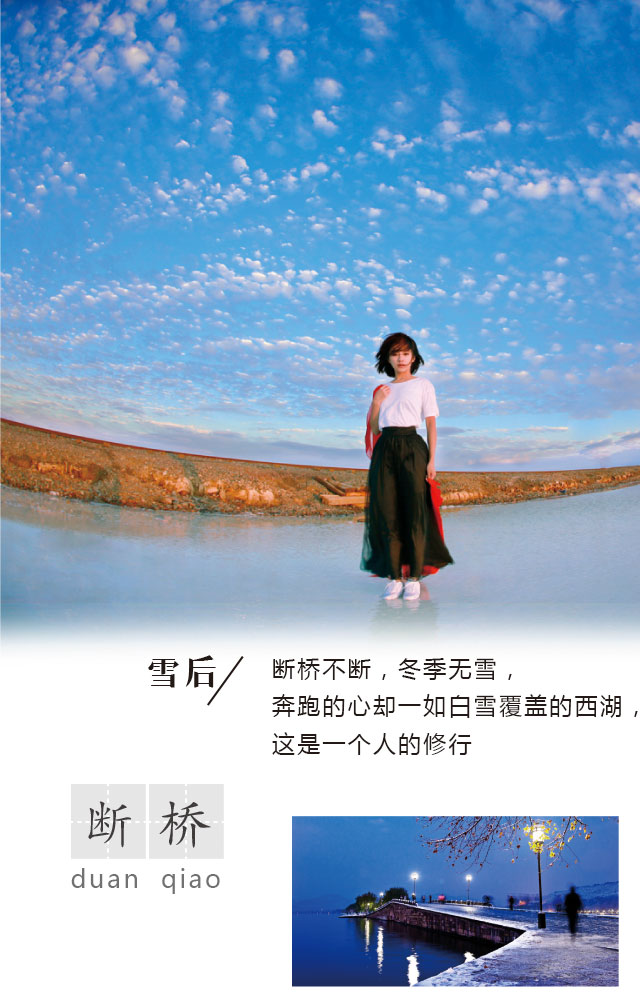 雪后/
断桥不断，冬季无雪，
奔跑的心却一如白雪覆盖的西湖，
这是一个人的修行
断桥
duan qiao